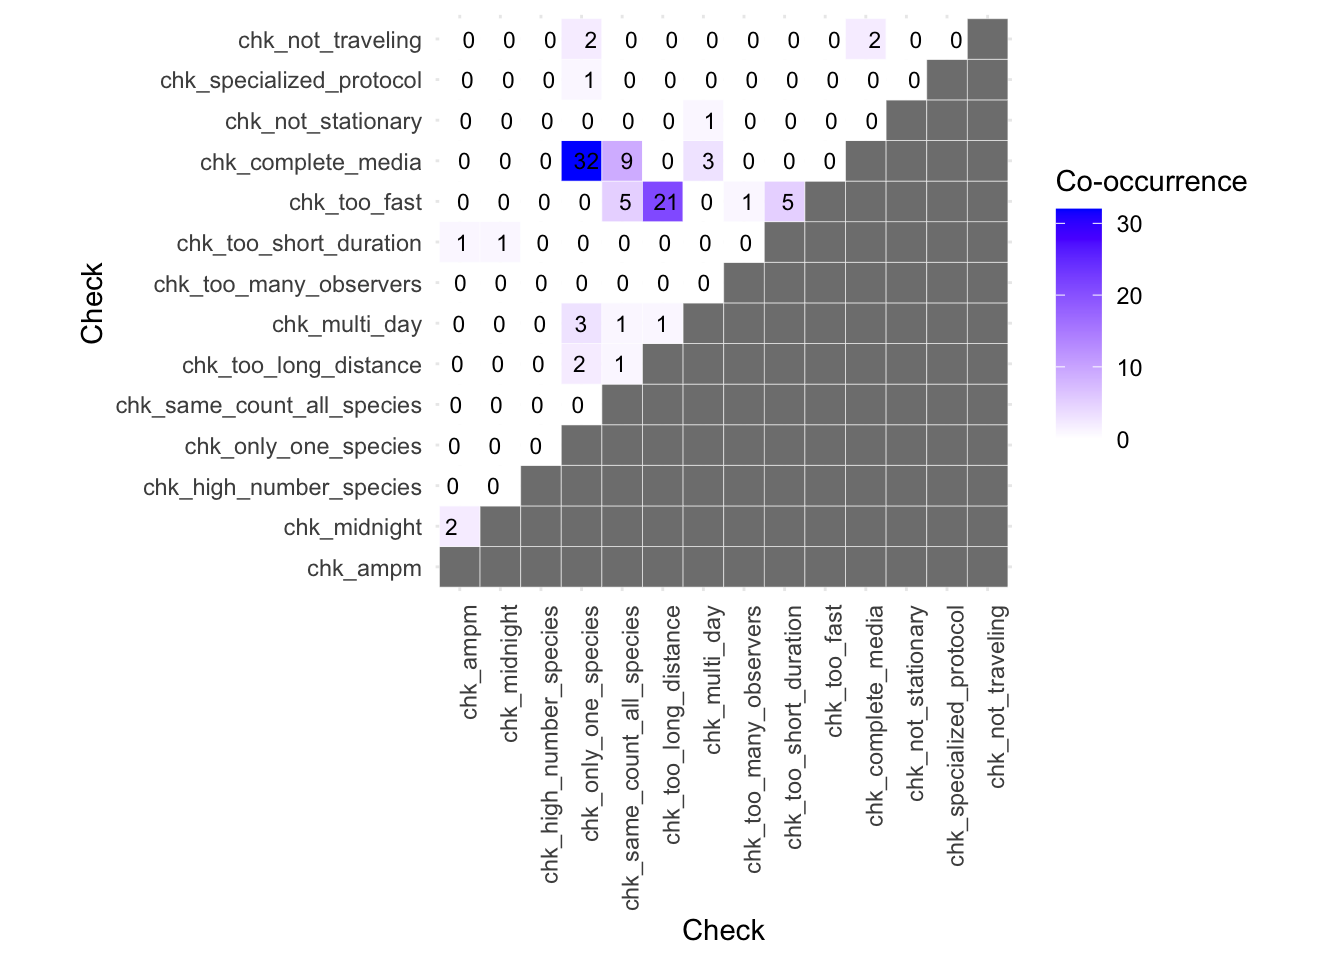 chk_not_traveling 0 0 0 2 0 0 0 0 0 0 2 0 0
chk_specialized_protocol 0 0 0 1 0 0 0 0 0 0 0 0
chk_not_stationary 0 0 0 0 0 0 1 0 0 0 0
chk_complete_media 0 0 0 32 9 0 3 0 0 0
chk_too_fast 0 0 0 0 5 21 0 1 5
chk_too_short_duration 1 1 0 0 0 0 0 0
chk_too_many_observers 0 0 0 0 0 0 0
chk_multi_day 0 0 0 3 1 1
chk_too_long_distance 0 0 0 2 1
chk_same_count_all_species 0 0 0 0
chk_only_one_species 0 0 0
chk_high_number_species 0 0
chk_midnight 2
chk_ampm
Check
chk_ampm
chk_midnight
chk_high_number_species
chk_only_one_species
chk_same_count_all_species
chk_too_long_distance
chk_multi_day
chk_too_many_observers
chk_too_short_duration
chk_too_fast
chk_complete_media
chk_not_stationary
chk_specialized_protocol
chk_not_traveling
Check
Co-occurrence
30
20
10
0